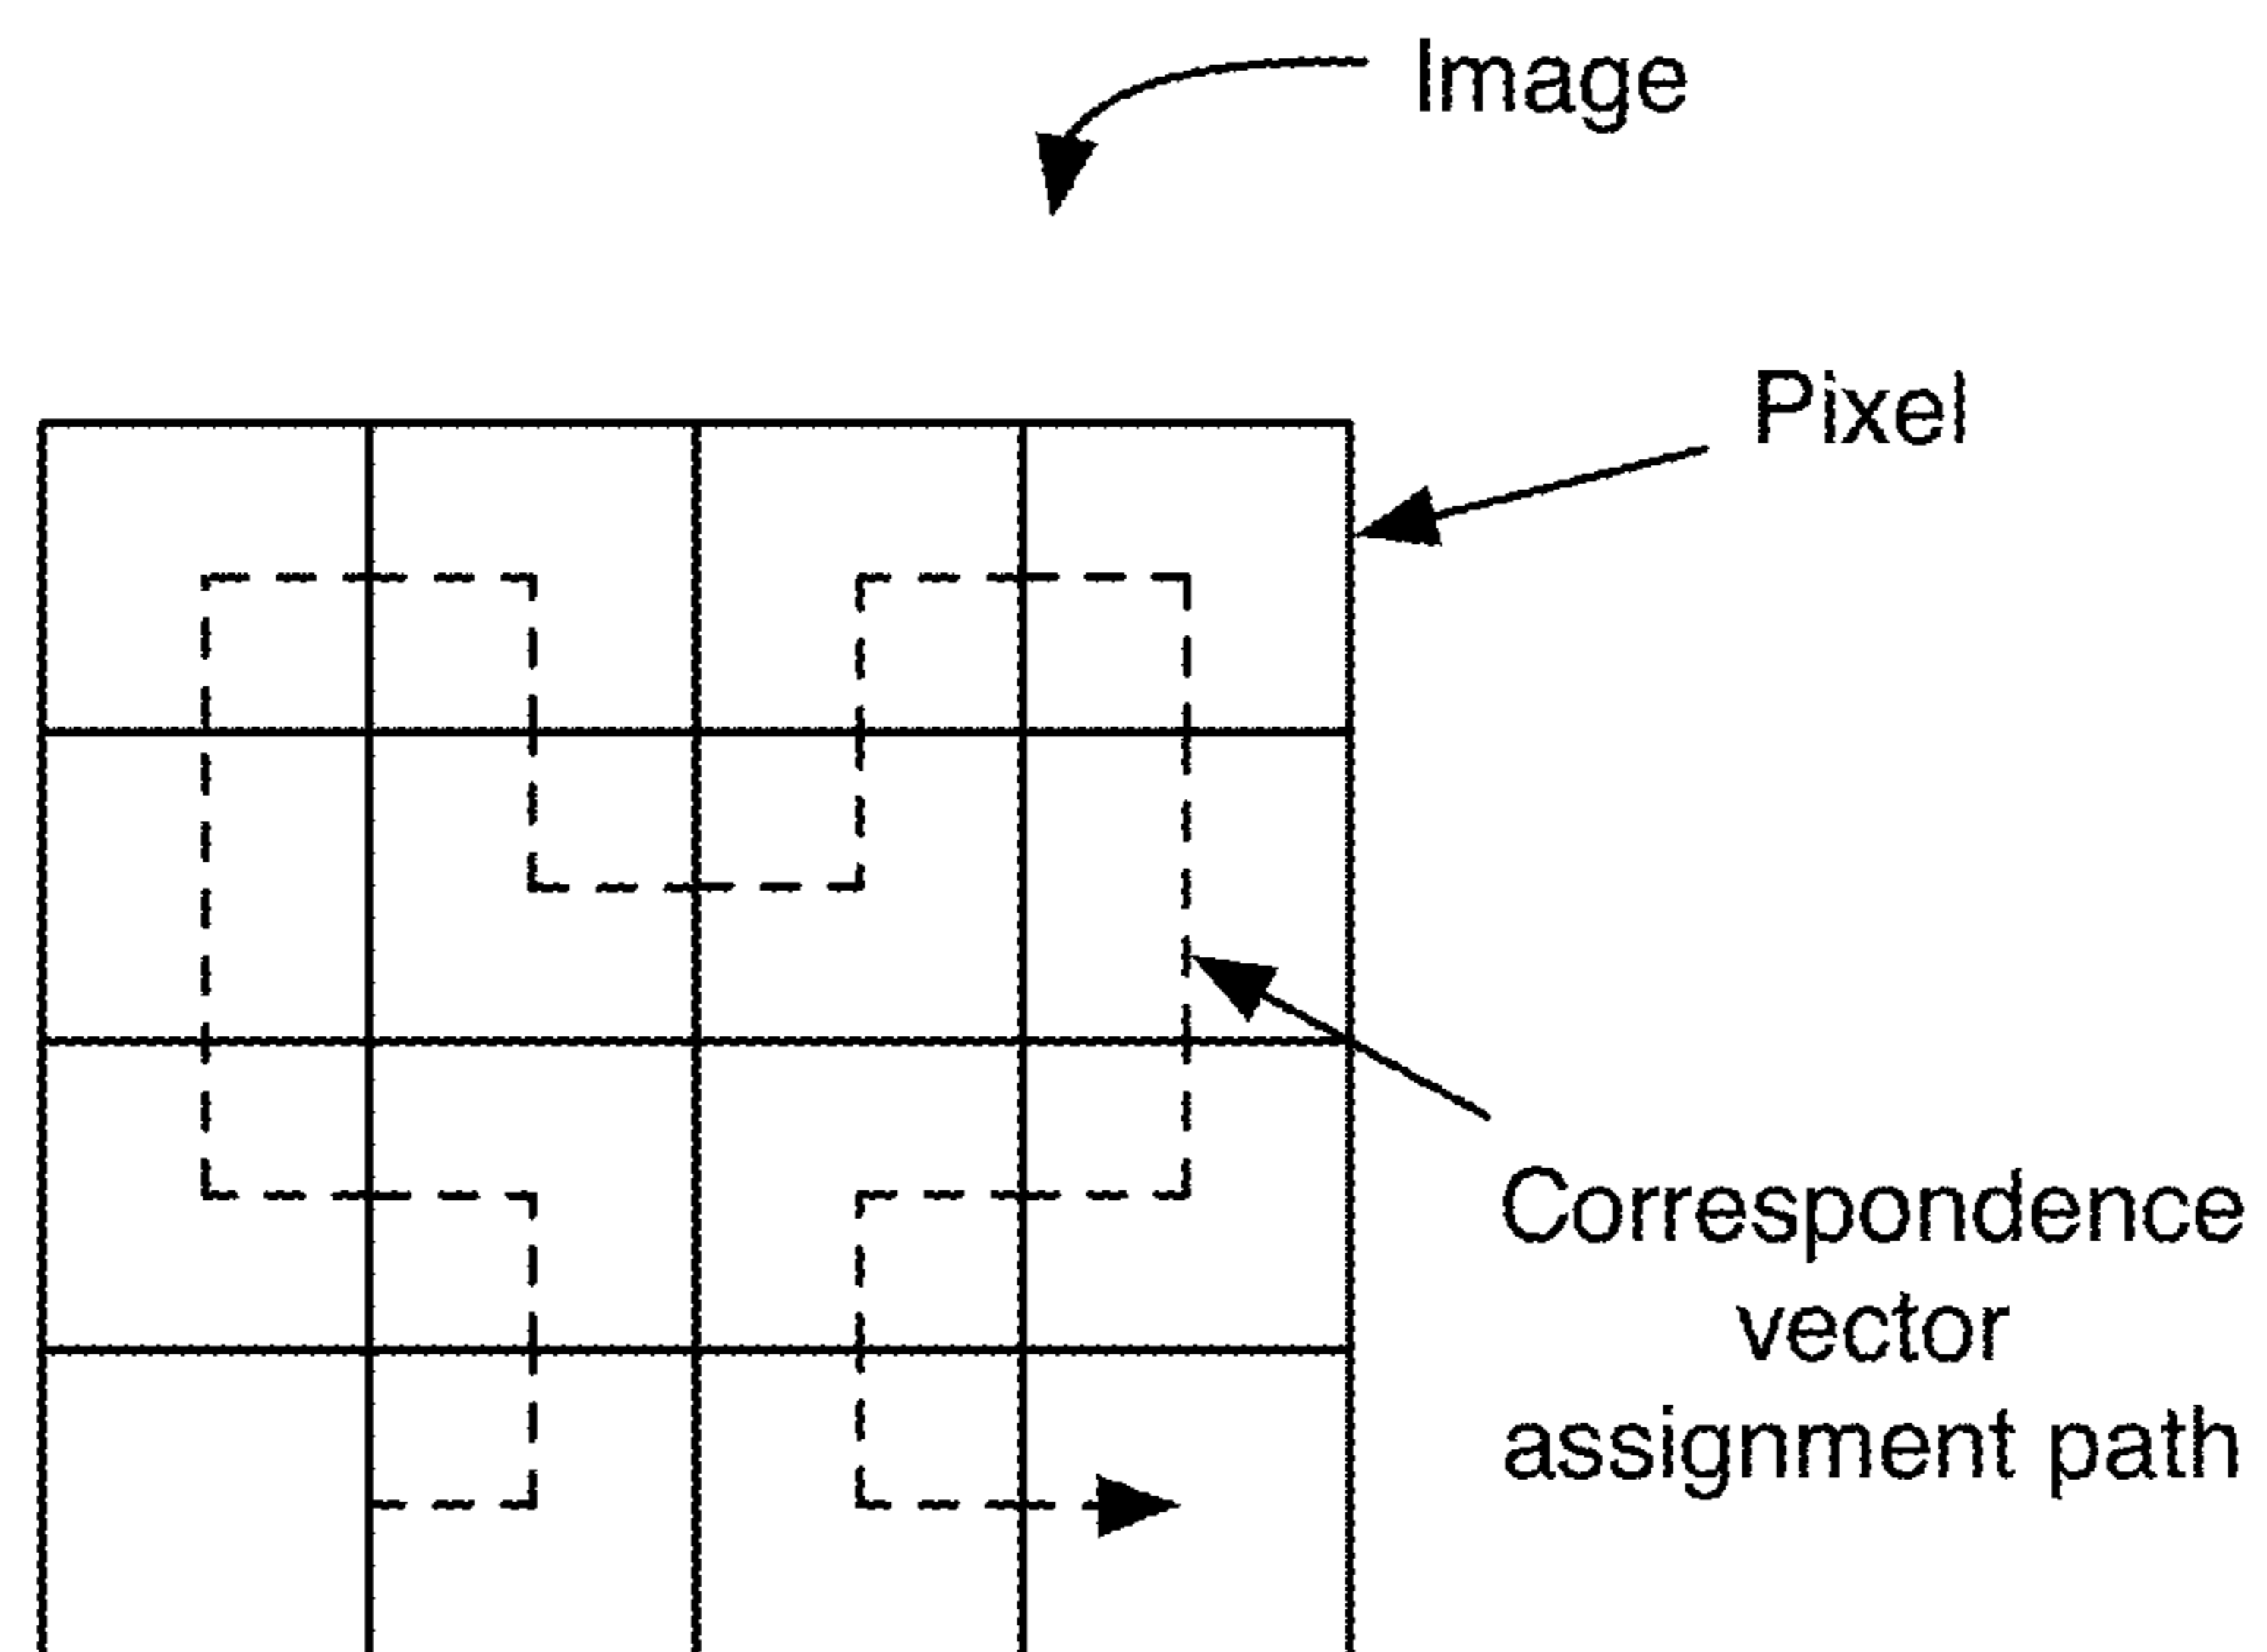 Image
Pixel
Correspondence
vector
assignment path